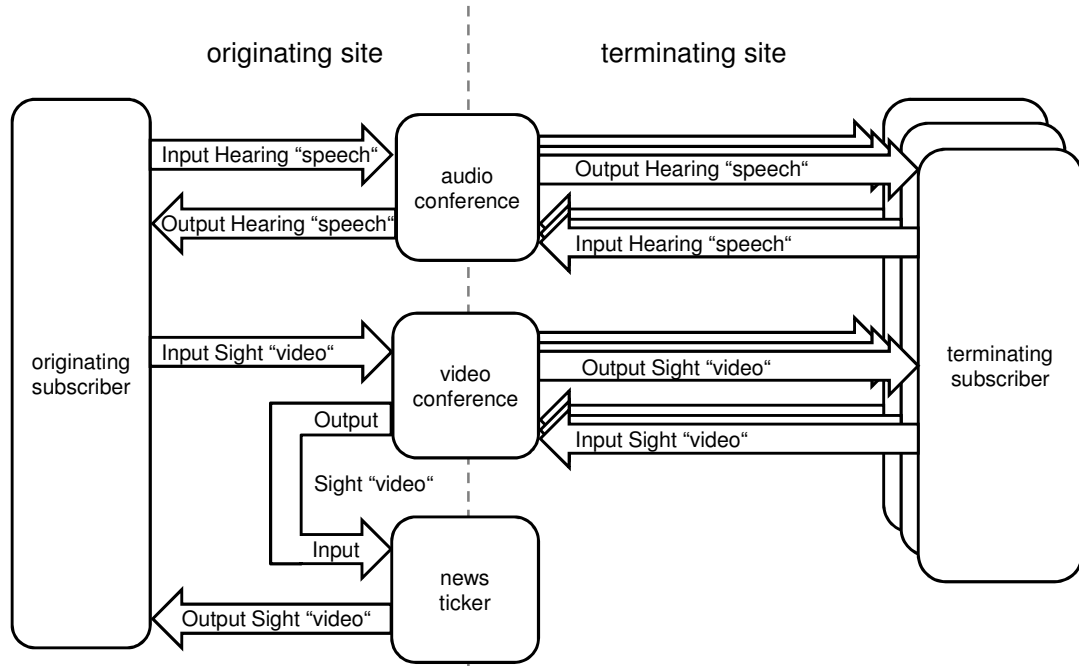 originating site
terminating site
Input Hearing “speech“
audio
conference
Output Hearing “speech“
Output Hearing “speech“
Input Hearing “speech“
originating
subscriber
Input Sight “video“
video
conference
Output Sight “video“
Input Sight “video“
terminating
subscriber
Output
Sight “video“
Input
news
ticker
Output Sight “video“